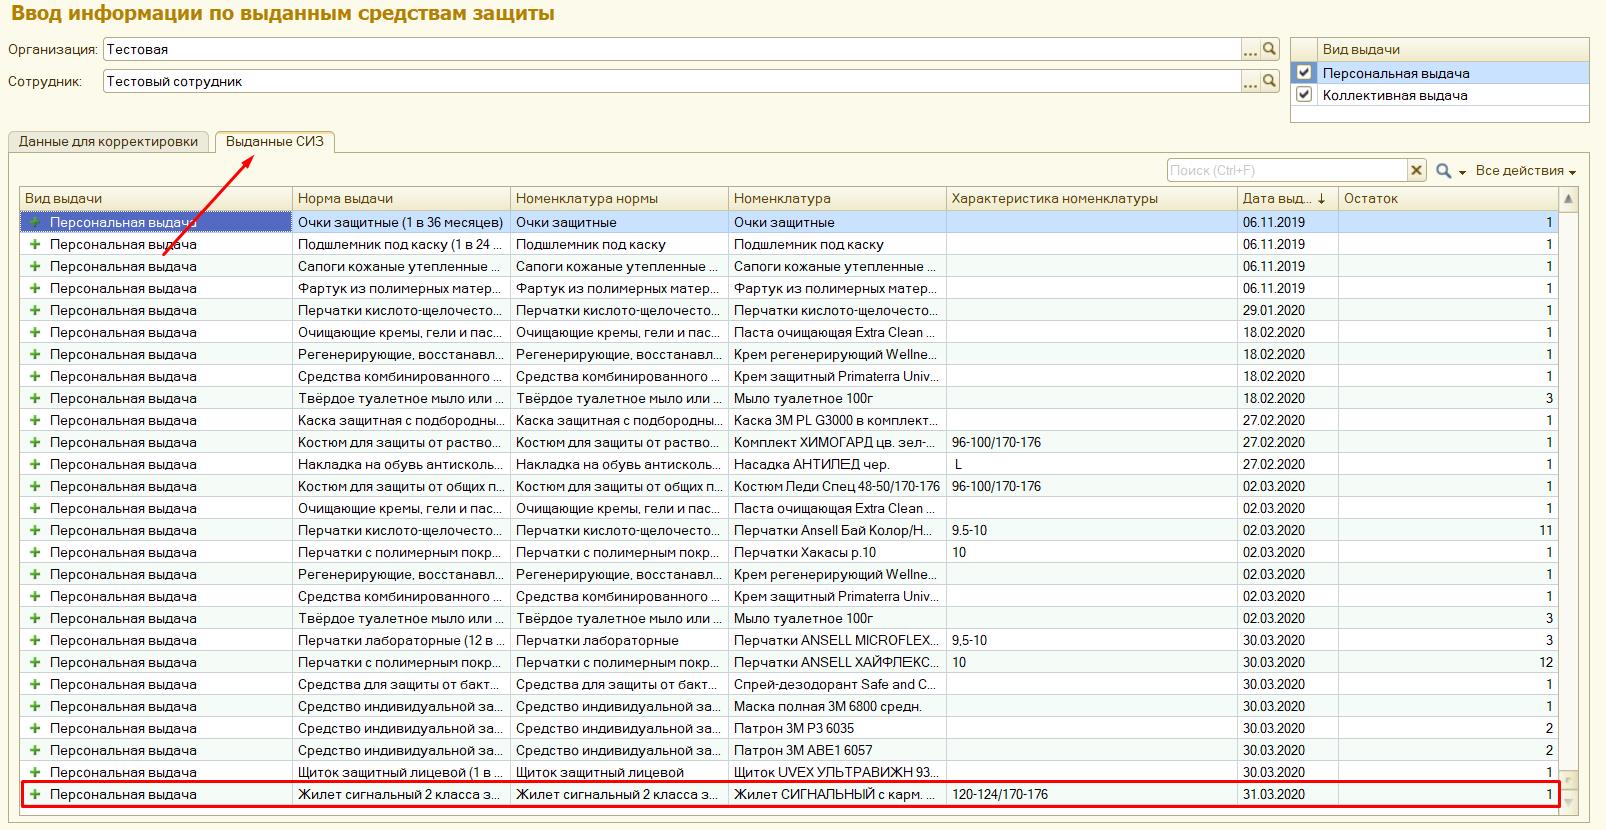 Ввод информации по выданным средствам защиты
Организация: Тестовая ...
Вид выдачи
Персональная выдача
Коллективная выдача
Сотрудник: Тестовый сотрудник ...
Данные для корректировки Выданные СИЗ
Поиск (Ctrl+F) Все действия
Вид выдачи Норма выдачи Номенклатура нормы Номенклатура Характеристика номенклатуры Дата выд... ↓ Остаток
Персональная выдача Очки защитные (1 в 36 месяцев) Очки защитные Очки защитные 06.11.2019 1
Персональная выдача Подшлемник под каску (1 в 24 ... Подшлемник под каску Подшлемник под каску 06.11.2019 1
Персональная выдача Сапоги кожаные утепленные ... Сапоги кожаные утепленные ... Сапоги кожаные утепленные ... 06.11.2019 1
Персональная выдача Фартук из полимерных матер... Фартук из полимерных матер... Фартук из полимерных матер... 06.11.2019 1
Персональная выдача Перчатки кислото-щелочесто... Перчатки кислото-щелочесто... Перчатки кислото-щелочесто... 29.01.2020 1
Персональная выдача Очищающие кремы, гели и пас... Очищающие кремы, гели и пас... Паста очищающая Extra Clean ... 18.02.2020 1
Персональная выдача Регенерирующие, восстанавл... Регенерирующие, восстанавл... Крем регенерирующий Wellne... 18.02.2020 1
Персональная выдача Средства комбинированного ... Средства комбинированного ... Крем защитный Primaterra Univ... 18.02.2020 1
Персональная выдача Твёрдое туалетное мыло или ... Твёрдое туалетное мыло или ... Мыло туалетное 100г 18.02.2020 3
Персональная выдача Каска защитная с подбородны... Каска защитная с подбородны... Каска 3M PL G3000 в комплект... 27.02.2020 1
Персональная выдача Костюм для защиты от раство... Костюм для защиты от раство... Комплект ХИМОГАРД цв. зел-... 96-100/170-176 27.02.2020 1
Персональная выдача Накладка на обувь антисколь... Накладка на обувь антисколь... Насадка АНТИЛЕД чер. L 27.02.2020 1
Персональная выдача Костюм для защиты от общих п... Костюм для защиты от общих п... Костюм Леди Спец 48-50/170-176 96-100/170-176 02.03.2020 1
Персональная выдача Очищающие кремы, гели и пас... Очищающие кремы, гели и пас... Паста очищающая Extra Clean ... 02.03.2020 1
Персональная выдача Перчатки кислото-щелочесто... Перчатки кислото-щелочесто... Перчатки Ansell Бай Колор/Н... 9.5-10 02.03.2020 11
Персональная выдача Перчатки с полимерным покр... Перчатки с полимерным покр... Перчатки Хакасы р.10 10 02.03.2020 1
Персональная выдача Регенерирующие, восстанавл... Регенерирующие, восстанавл... Крем регенерирующий Wellne... 02.03.2020 1
Персональная выдача Средства комбинированного ... Средства комбинированного ... Крем защитный Primaterra Univ... 02.03.2020 1
Персональная выдача Твёрдое туалетное мыло или ... Твёрдое туалетное мыло или ... Мыло туалетное 100г 02.03.2020 3
Персональная выдача Перчатки лабораторные (12 в ... Перчатки лабораторные Перчатки ANSELL MICROFLEX... 9,5-10 30.03.2020 3
Персональная выдача Перчатки с полимерным покр... Перчатки с полимерным покр... Перчатки ANSELL ХАЙФЛЕКС... 10 30.03.2020 12
Персональная выдача Средства для защиты от бакт... Средства для защиты от бакт... Спрей-дезодорант Safe and C... 30.03.2020 1
Персональная выдача Средство индивидуальной за... Средство индивидуальной за... Маска полная 3М 6800 средн. 30.03.2020 1
Персональная выдача Средство индивидуальной за... Средство индивидуальной за... Патрон 3М Р3 6035 30.03.2020 2
Персональная выдача Средство индивидуальной за... Средство индивидуальной за... Патрон 3М АВЕ1 6057 30.03.2020 2
Персональная выдача Щиток защитный лицевой (1 в ... Щиток защитный лицевой Щиток UVEX УЛЬТРАВИЖН 93... 30.03.2020 1
Персональная выдача Жилет сигнальный 2 класса з... Жилет сигнальный 2 класса з... Жилет СИГНАЛЬНЫЙ с карм. ... 120-124/170-176 31.03.2020 1